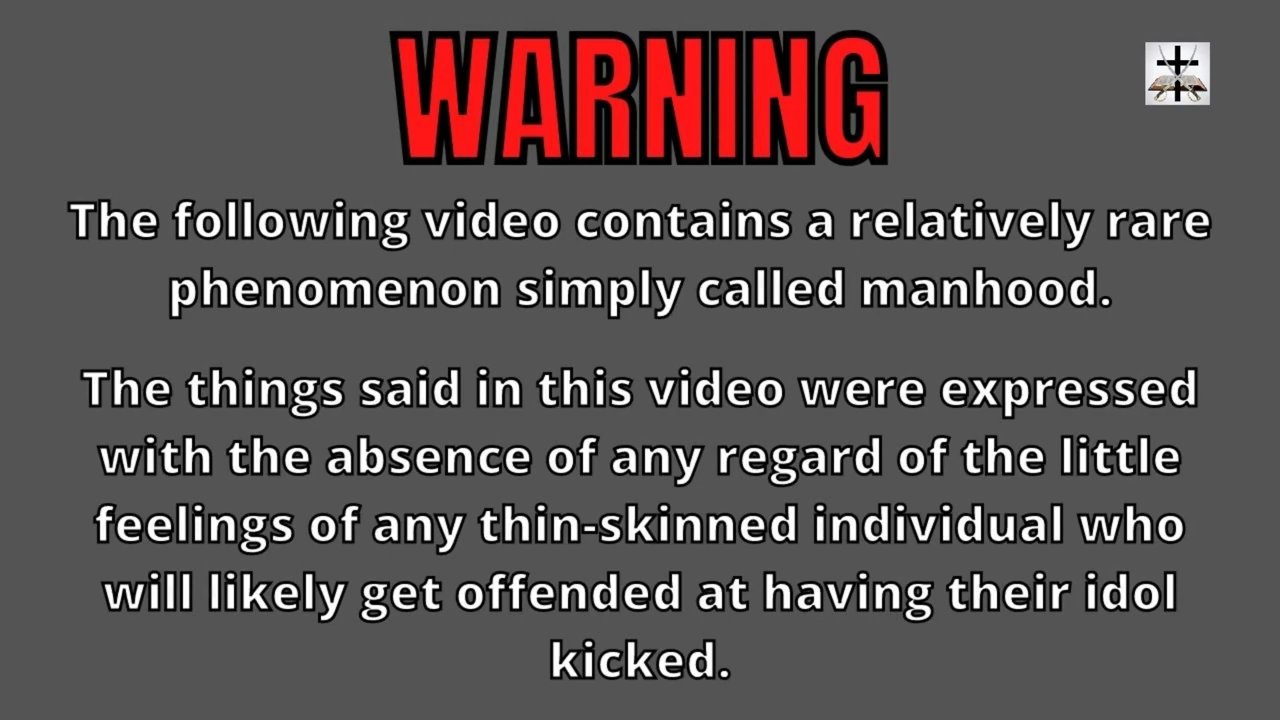 WARNING
The following video contains a relatively rare
phenomenon simply called manhood.
The things said in this video were expressed
with the absence of any regard of the little
feelings of any thin-skinned individual who
will likely get offended at having their idol
kicked.